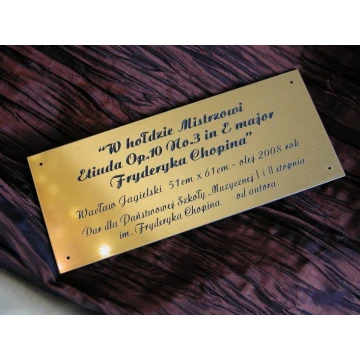 "W hołdzie Mistrzowi
Etiuda Op.10 No.3 in E major
Fryderyka Chopina"
Wacław Jagielski 51cm x 61cm - olej 2008 rok
Dar dla Państwowej Szkoły Muzycznej I i II stopnia
im. Fryderyka Chopina od autora